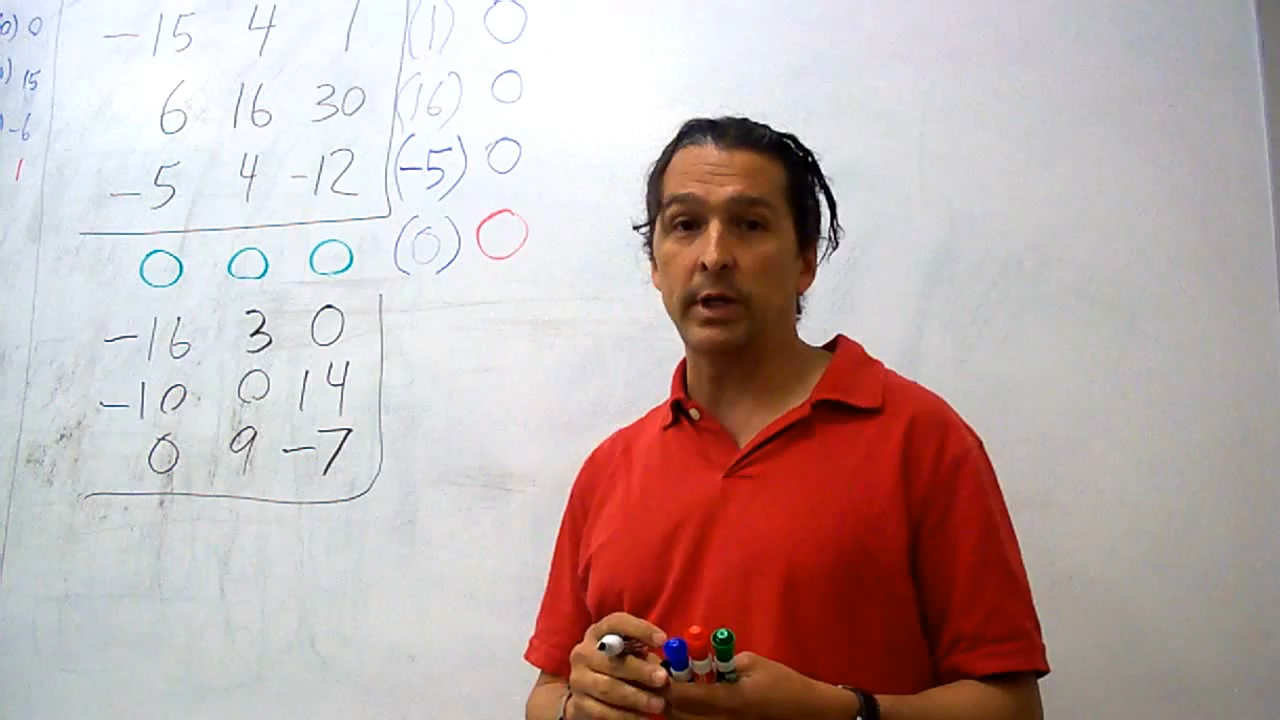 0
15
-6
1
-15 4 1 (1) 0
6 16 30 (16) 0
-5 4 -12 (-5) 0
0 0 0 (0) 0
-16 3 0
-10 0 14
0 9 -7